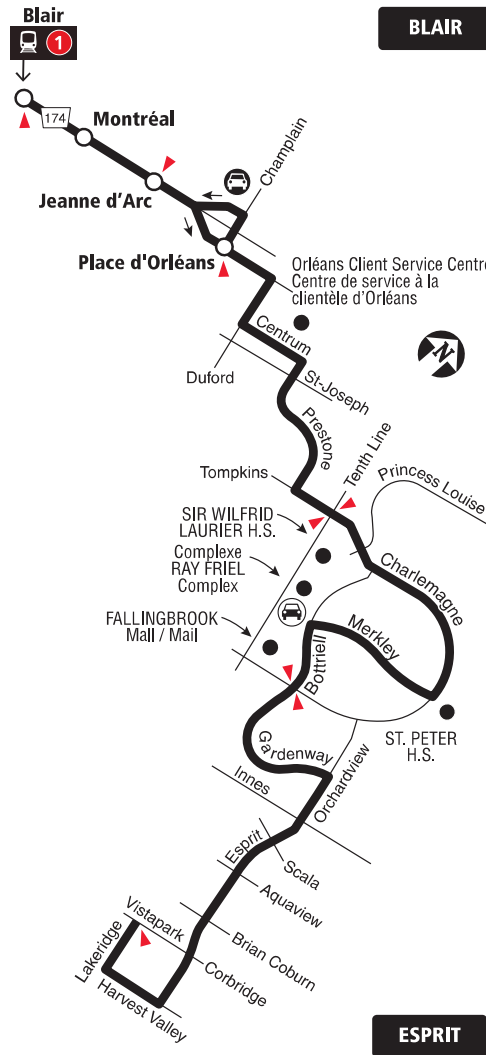 Blair
1
BLAIR
174
Montréal
Champlain
Jeanne d'Arc
Place d'Orléans
Orléans Client Service Centre
Centre de service à la
clientèle d'Orléans
Centrum
N
Duford
St-Joseph
Prestone
Tenth Line
Tompkins
Princess Louise
SIR WILFRID
LAURIER H.S.
Complexe
RAY FRIEL
Complex
Charlemagne
FALLINGBROOK
Mall / Mail
Merkley
Bottriell
ST. PETER
H.S.
Gardenway
Orchardview
Innes
Esprit
Scala
Aquaview
Vistapark
Brian Coburn
Lakeridge
Corbridge
Harvest Valley
ESPRIT